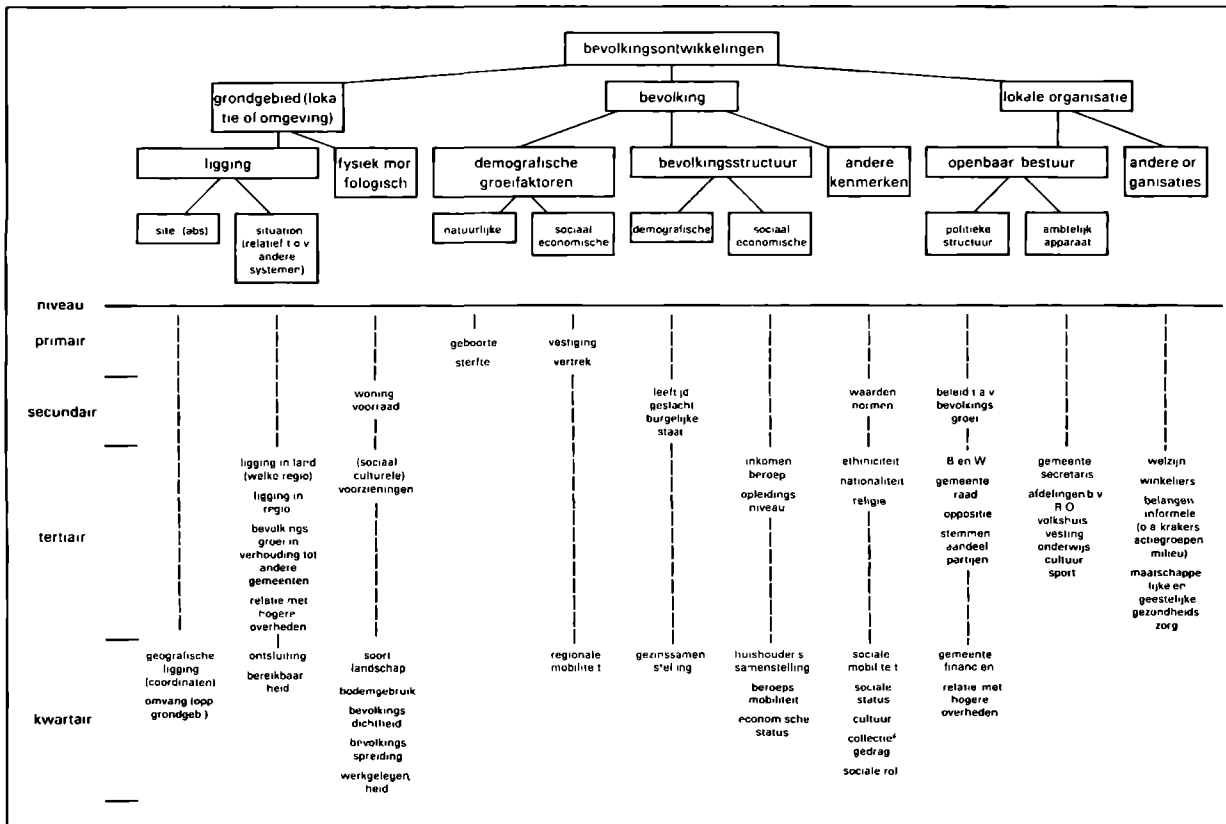 bevolkingsontwikkelingen
grondgebied (loka
tie of omgeving)
bevolking
lokale organisatie
ligging
fysiek mor
fologisch
demografische
groeifaktoren
bevolkingsstructuur
andere
kenmerken
openbaar bestuur
andere or
ganisaties
site (abs)
situation
(relatief t o v
andere
systemen)
natuurlijke
sociaal
economische
demografische
sociaal
economische
politieke
structuur
ambtelijk
apparaat
niveau
primair
geboorte
sterfte
vestiging
vertrek
secundair
woning
voorraad
leeftijd
geslacht
burgelijke
staat
waarden
normen
beleid t a v
bevolkings
groei
tertiair
ligging in land
(welke regio)
ligging in
regio
bevolkings
groei in
verhouding tot
andere
gemeenten
relatie met
hogere
overheden
(sociaal
culturele)
voorzieningen
inkomen
beroep
opleidings
niveau
ethniciteit
nationaliteit
religie
B en W
gemeente
raad
oppositie
stemmen
aandeel
partijen
gemeente
secretaris
afdelingen b v
R O
volkshuis
vesting
onderwijs
cultuur
sport
welzijn
winkeliers
belangen
informele
(o a krakers
actiegroepen
milieu)
maatschappe
lijke en
geestelijke
gezondheids
zorg
kwartair
geografische
ligging
(coordinaten)
omvang (opp
grondgeb )
ontsluiting
bereikbaar
heid
soort
landschap
bodemgebruik
bevolkings
dichtheid
bevolkings
spreiding
werkgelegen
heid
regionale
mobiliteit
gezinssamen
stelling
huishouders
samenstelling
beroeps
mobiliteit
economische
status
sociale
mobiliteit
sociale
status
cultuur
collectief
gedrag
sociale rol
gemeente
financien
relatie met
hogere
overheden